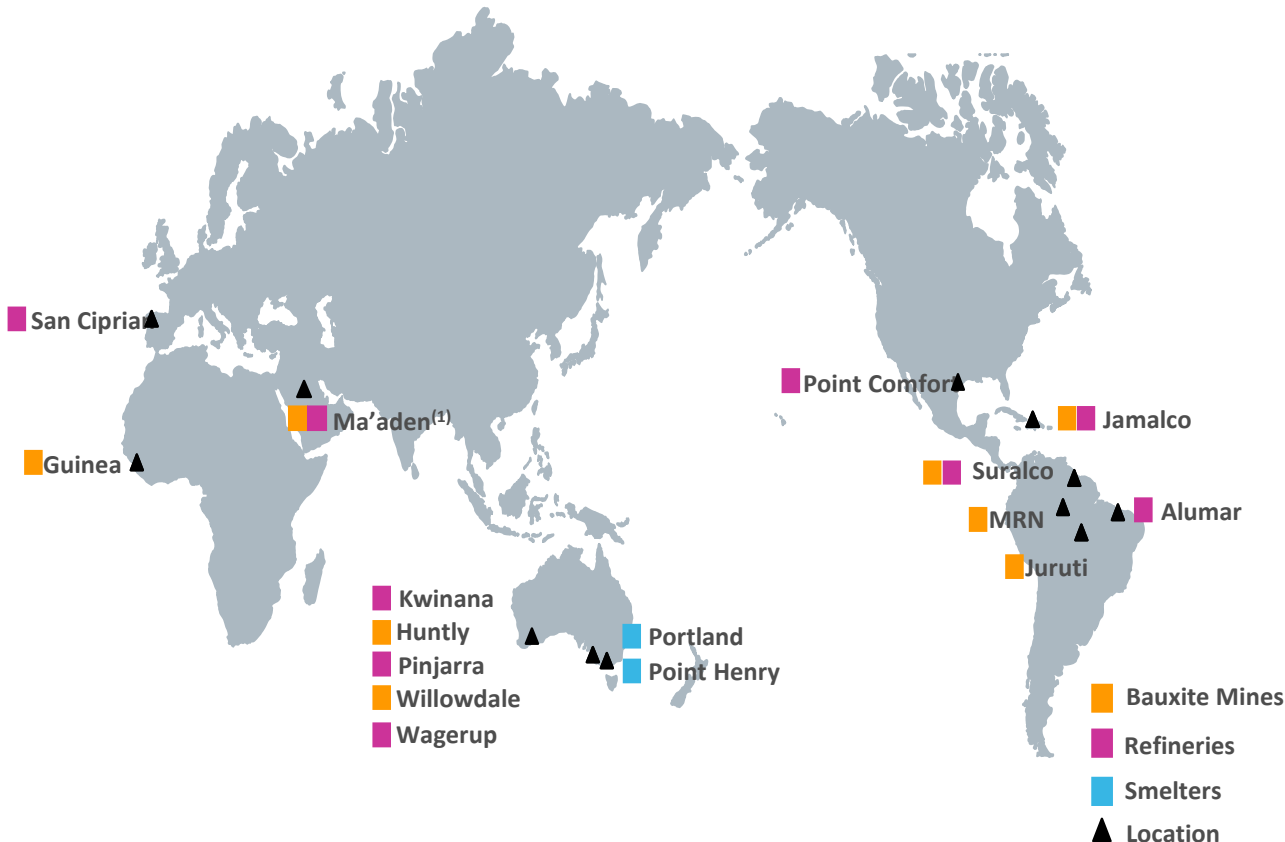 San Ciprian
Ma’aden(1)
Guinea
Kwinana
Huntly
Pinjarra
Willowdale
Wagerup
Portland
Point Henry
Point Comfort
Jamalco
Suralco
MRN
Alumar
Juruti
Bauxite Mines
Refineries
Smelters
Location